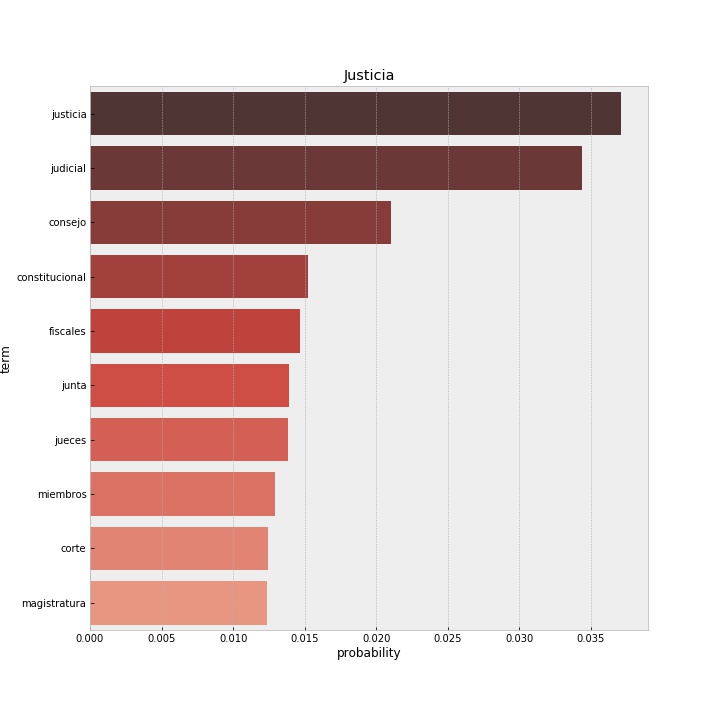 Justicia
justicia
judicial
consejo
constitucional
fiscales
junta
jueces
miembros
corte
magistratura
term
0.000 0.005 0.010 0.015 0.020 0.025 0.030 0.035
probability